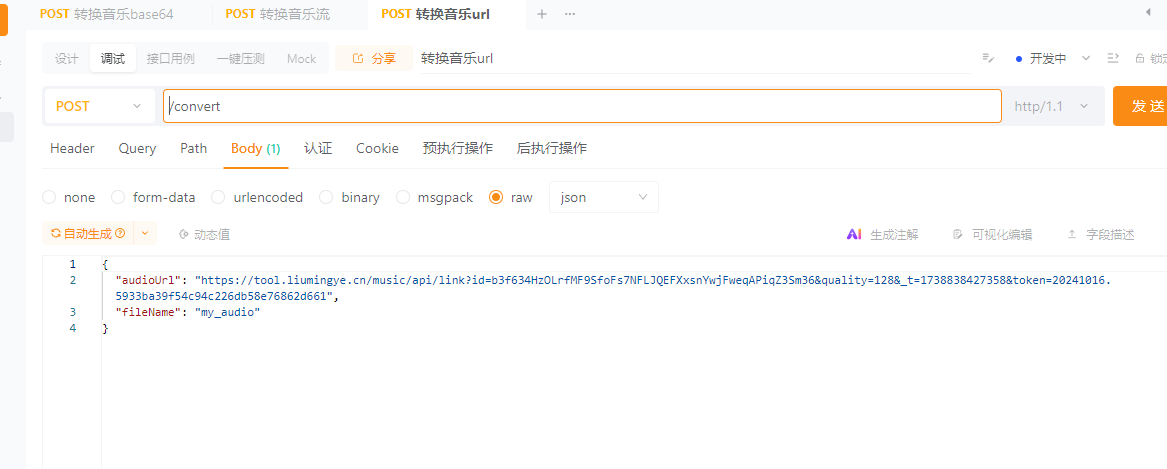 POST 转换音乐base64
POST 转换音乐流
POST 转换音乐url
设计
调试
接口用例
一键压测
Mock
分享
转换音乐url
开发中
锁定
POST
/convert
http/1.1
发 送
Header
Query
Path
Body (1)
认证
Cookie
预执行操作
后执行操作
none
form-data
urlencoded
binary
msgpack
raw
json
自动生成
动态值
AI 生成注解
可视化编辑
字段描述
1 {
2 "audioUrl": "https://tool.liumingye.cn/music/api/link?id=b3f634HzOLrfMF9SfoFs7NFLJQEFXxsnYwjFweqAPiqZ3Sm36&quality=128&_t=17388384273​58&token=20241016.
5933ba39f54c94c226db58e76862d661",
3 "fileName": "my_audio"
4 }